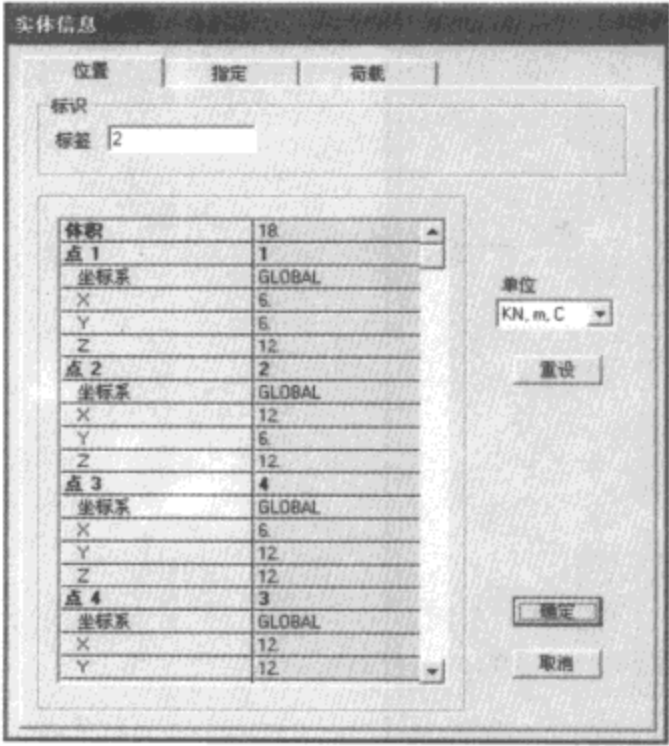 实体信息
位置 指定 荷载
标识
标签 2
体积 18.
点 1 1
坐标系 GLOBAL
X 6.
Y 6.
Z 12.
点 2 2
坐标系 GLOBAL
X 12.
Y 6.
Z 12.
点 3 4
坐标系 GLOBAL
X 6.
Y 12.
Z 12.
点 4 3
坐标系 GLOBAL
X 12.
Y 12.
单位
KN, m, C
重设
确定
取消